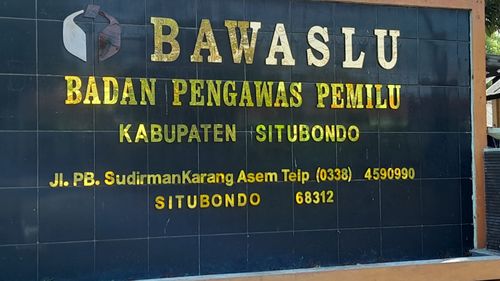 BAWASLU
BADAN PENGAWAS PEMILU
KABUPATEN SITUBONDO
Jl. PB. SudirmanKarang Asem Telp (0338) 4590990
SITUBONDO 68312